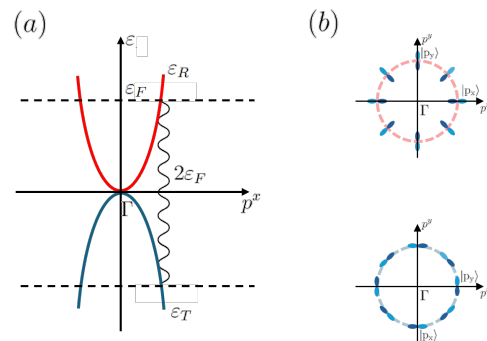 (a)
ε
ε_R
ε_F
2ε_F
Γ
p^x
ε_T
(b)
p^y
|p_y⟩
|p_x⟩
Γ
p^y
|p_y⟩
Γ
|p_x⟩